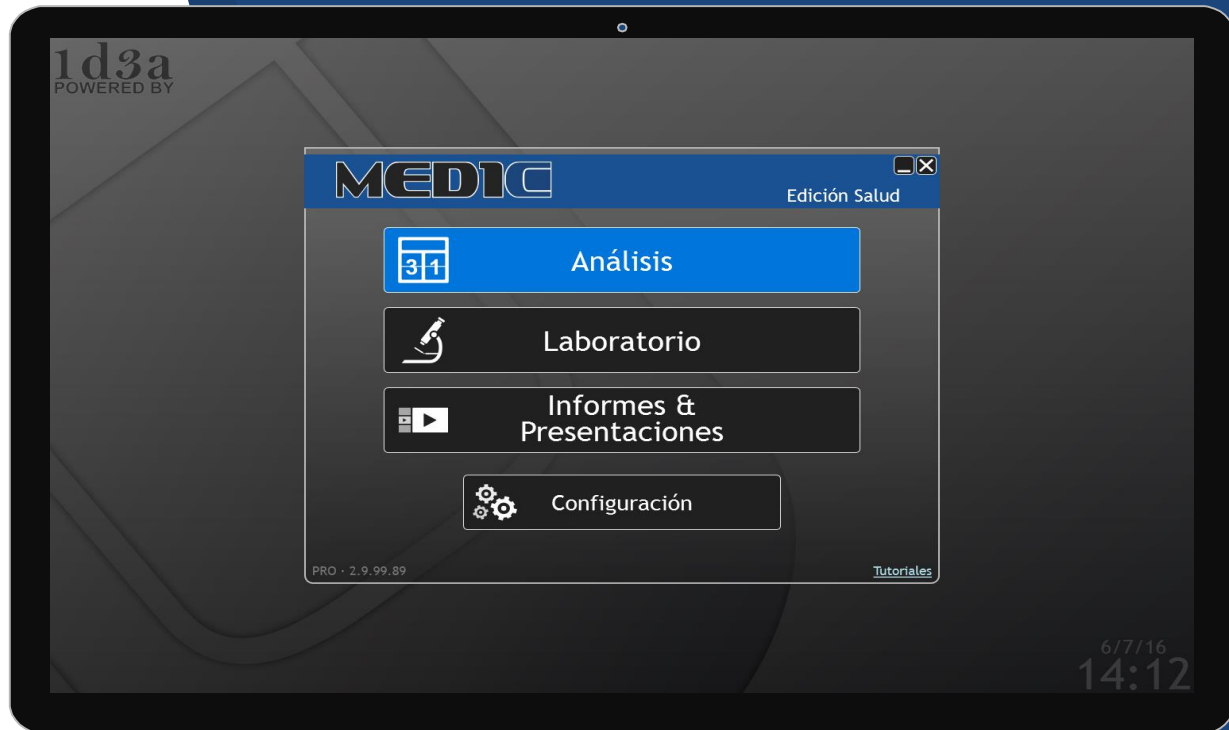 1d3a
POWERED BY
MED1C
Edición Salud
31
Análisis
Laboratorio
Informes &
Presentaciones
Configuración
PRO - 2.9.99.89
Tutoriales
6/7/16
14:12